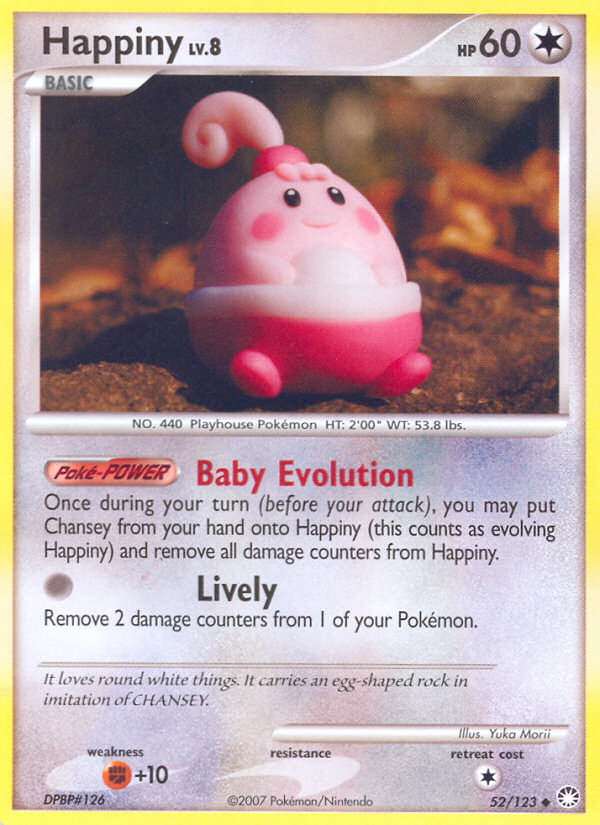 Happiny LV.8
HP 60
BASIC
NO. 440 Playhouse Pokémon HT: 2'00" WT: 53.8 lbs.
Poké-POWER Baby Evolution
Once during your turn (before your attack), you may put
Chansey from your hand onto Happiny (this counts as evolving
Happiny) and remove all damage counters from Happiny.
Lively
Remove 2 damage counters from 1 of your Pokémon.
It loves round white things. It carries an egg-shaped rock in
imitation of CHANSEY.
Illus. Yuka Morii
weakness resistance retreat cost
+10
DPBP#126 ©2007 Pokémon/Nintendo 52/123